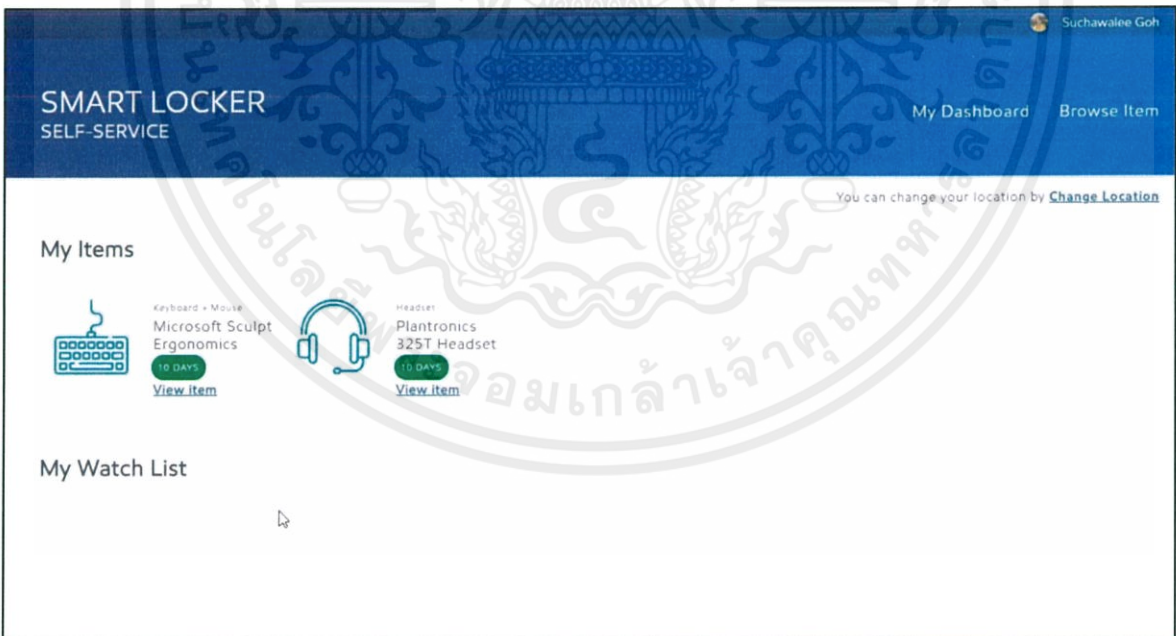 Suchawalee Goh
SMART LOCKER
SELF-SERVICE
My Dashboard
Browse Item
You can change your location by Change Location
My Items
Keyboard + Mouse
Microsoft Sculpt
Ergonomics
10 DAYS
View item
Headset
Plantronics
325T Headset
10 DAYS
View item
My Watch List